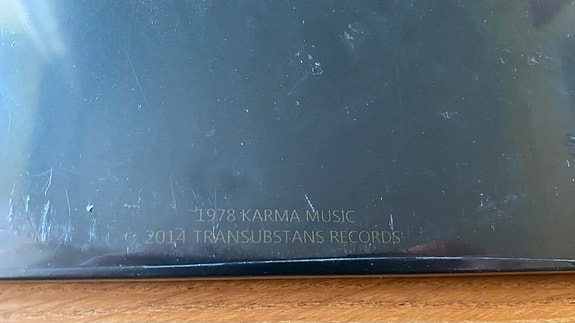 1978 KARMA MUSIC
© 2014 TRANSUBSTANS RECORDS